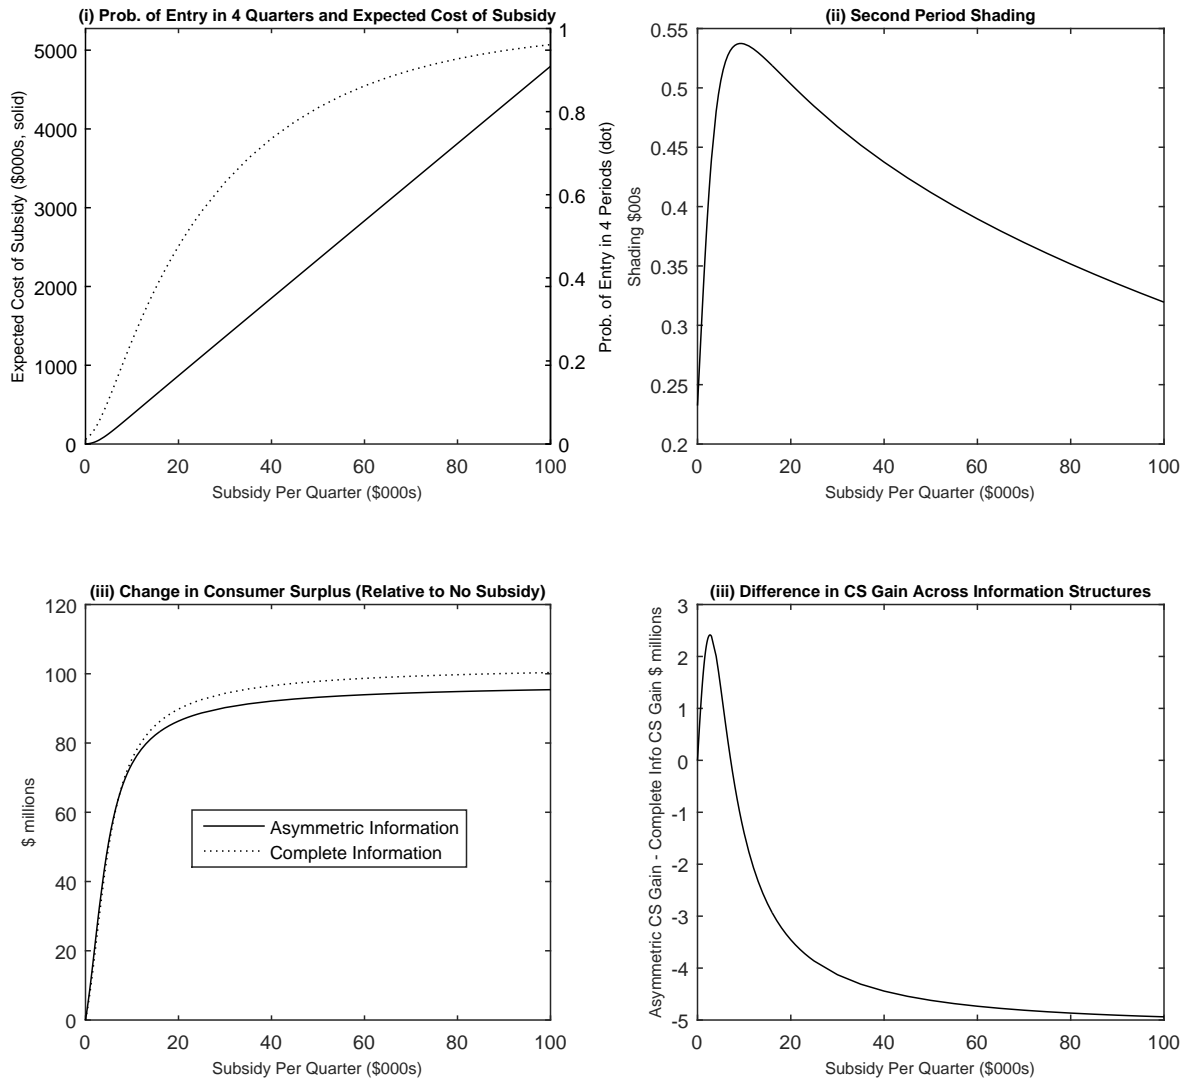 (i) Prob. of Entry in 4 Quarters and Expected Cost of Subsidy
Expected Cost of Subsidy ($000s, solid)
5000
4000
3000
2000
1000
0
1
0.8
0.6
0.4
0.2
0
Prob. of Entry in 4 Periods (dot)
0 20 40 60 80 100
Subsidy Per Quarter ($000s)
(ii) Second Period Shading
Shading $00s
0.55
0.5
0.45
0.4
0.35
0.3
0.25
0.2
0 20 40 60 80 100
Subsidy Per Quarter ($000s)
(iii) Change in Consumer Surplus (Relative to No Subsidy)
$ millions
120
100
80
60
40
20
0
Asymmetric Information
Complete Information
0 20 40 60 80 100
Subsidy Per Quarter ($000s)
(iii) Difference in CS Gain Across Information Structures
Asymmetric CS Gain - Complete Info CS Gain $ millions
3
2
1
0
-1
-2
-3
-4
-5
0 20 40 60 80 100
Subsidy Per Quarter ($000s)